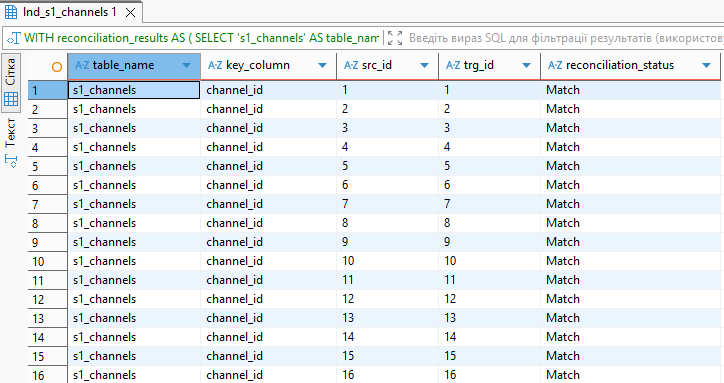 lnd_s1_channels 1
WITH reconciliation_results AS ( SELECT 's1_channels' AS table_nam Введіть вираз SQL для фільтрації результатів (використову
Сітка
Текст
A-Z table_name A-Z key_column A-Z src_id A-Z trg_id A-Z reconciliation_status
1 s1_channels channel_id 1 1 Match
2 s1_channels channel_id 2 2 Match
3 s1_channels channel_id 3 3 Match
4 s1_channels channel_id 4 4 Match
5 s1_channels channel_id 5 5 Match
6 s1_channels channel_id 6 6 Match
7 s1_channels channel_id 7 7 Match
8 s1_channels channel_id 8 8 Match
9 s1_channels channel_id 9 9 Match
10 s1_channels channel_id 10 10 Match
11 s1_channels channel_id 11 11 Match
12 s1_channels channel_id 12 12 Match
13 s1_channels channel_id 13 13 Match
14 s1_channels channel_id 14 14 Match
15 s1_channels channel_id 15 15 Match
16 s1_channels channel_id 16 16 Match